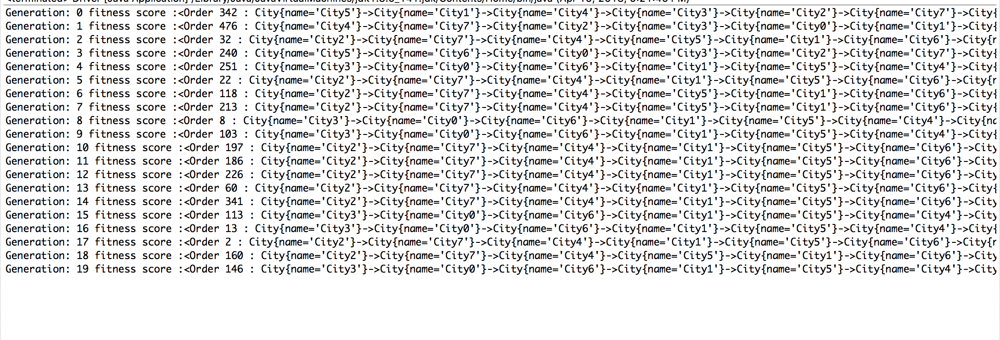 <terminated> Driver [Java Application] /Library/Java/JavaVirtualMachines/
Generation: 0 fitness score :<Order 342 : City{name='City5'}->City{name='City1'}->City{name='City4'}->City{name='City3'}->City{name='City2'}->City{name='City7'}->City{
Generation: 1 fitness score :<Order 476 : City{name='City4'}->City{name='City7'}->City{name='City2'}->City{name='City3'}->City{name='City0'}->City{name='City1'}->City{
Generation: 2 fitness score :<Order 32 : City{name='City2'}->City{name='City7'}->City{name='City4'}->City{name='City5'}->City{name='City1'}->City{name='City6'}->City{
Generation: 3 fitness score :<Order 240 : City{name='City5'}->City{name='City6'}->City{name='City0'}->City{name='City3'}->City{name='City2'}->City{name='City7'}->City{
Generation: 4 fitness score :<Order 251 : City{name='City3'}->City{name='City0'}->City{name='City6'}->City{name='City1'}->City{name='City5'}->City{name='City4'}->City{
Generation: 5 fitness score :<Order 22 : City{name='City2'}->City{name='City7'}->City{name='City4'}->City{name='City1'}->City{name='City5'}->City{name='City6'}->City{
Generation: 6 fitness score :<Order 118 : City{name='City2'}->City{name='City7'}->City{name='City4'}->City{name='City5'}->City{name='City1'}->City{name='City6'}->City{
Generation: 7 fitness score :<Order 213 : City{name='City2'}->City{name='City7'}->City{name='City4'}->City{name='City5'}->City{name='City1'}->City{name='City6'}->City{
Generation: 8 fitness score :<Order 8 : City{name='City3'}->City{name='City0'}->City{name='City6'}->City{name='City1'}->City{name='City5'}->City{name='City4'}->City{na
Generation: 9 fitness score :<Order 103 : City{name='City3'}->City{name='City0'}->City{name='City6'}->City{name='City1'}->City{name='City5'}->City{name='City4'}->City{
Generation: 10 fitness score :<Order 197 : City{name='City2'}->City{name='City7'}->City{name='City4'}->City{name='City1'}->City{name='City5'}->City{name='City6'}->City
Generation: 11 fitness score :<Order 186 : City{name='City2'}->City{name='City7'}->City{name='City4'}->City{name='City1'}->City{name='City5'}->City{name='City6'}->City
Generation: 12 fitness score :<Order 226 : City{name='City2'}->City{name='City7'}->City{name='City4'}->City{name='City1'}->City{name='City5'}->City{name='City6'}->City
Generation: 13 fitness score :<Order 60 : City{name='City2'}->City{name='City7'}->City{name='City4'}->City{name='City1'}->City{name='City5'}->City{name='City6'}->City{
Generation: 14 fitness score :<Order 341 : City{name='City2'}->City{name='City7'}->City{name='City4'}->City{name='City1'}->City{name='City5'}->City{name='City6'}->City
Generation: 15 fitness score :<Order 113 : City{name='City3'}->City{name='City0'}->City{name='City6'}->City{name='City1'}->City{name='City5'}->City{name='City4'}->City
Generation: 16 fitness score :<Order 13 : City{name='City3'}->City{name='City0'}->City{name='City6'}->City{name='City1'}->City{name='City5'}->City{name='City4'}->City{
Generation: 17 fitness score :<Order 2 : City{name='City2'}->City{name='City7'}->City{name='City4'}->City{name='City1'}->City{name='City5'}->City{name='City6'}->City{
Generation: 18 fitness score :<Order 160 : City{name='City2'}->City{name='City7'}->City{name='City4'}->City{name='City5'}->City{name='City1'}->City{name='City6'}->City
Generation: 19 fitness score :<Order 146 : City{name='City3'}->City{name='City0'}->City{name='City6'}->City{name='City1'}->City{name='City5'}->City{name='City4'}->City